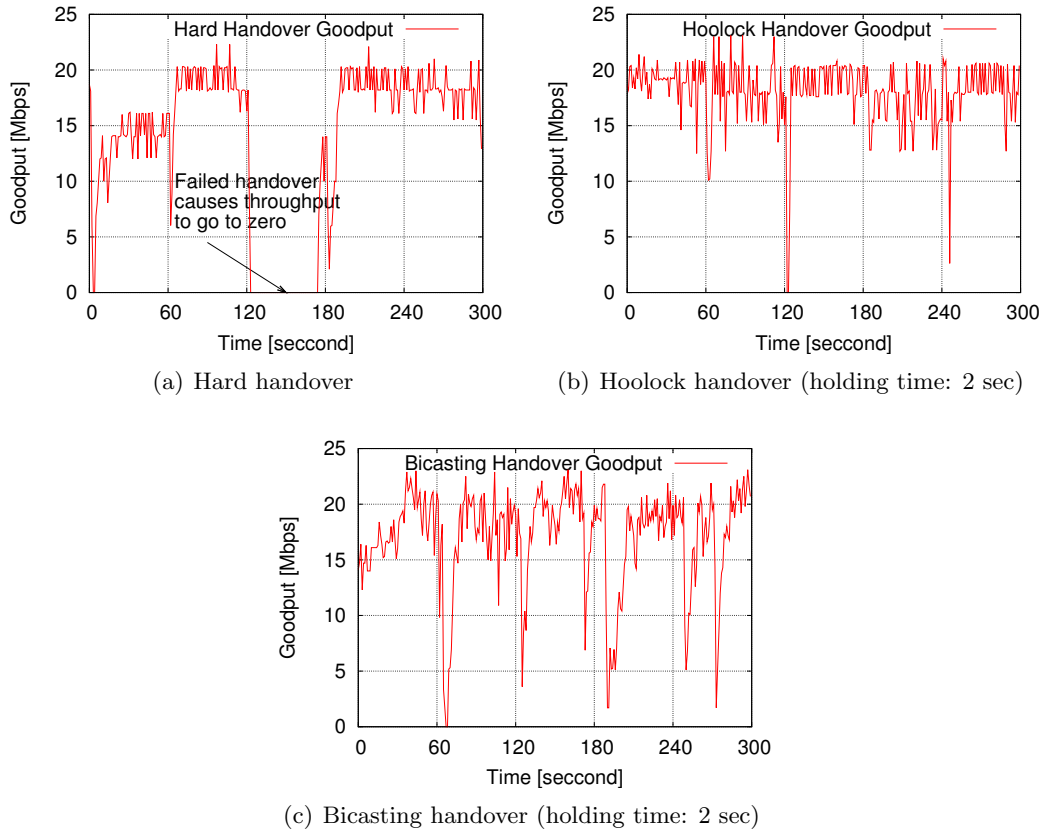 Hard Handover Goodput
25
20
15
10
5
0
Goodput [Mbps]
Failed handover
causes throughput
to go to zero
0 60 120 180 240 300
Time [seccond]
(a) Hard handover
Hoolock Handover Goodput
25
20
15
10
5
0
Goodput [Mbps]
0 60 120 180 240 300
Time [seccond]
(b) Hoolock handover (holding time: 2 sec)
Bicasting Handover Goodput
25
20
15
10
5
0
Goodput [Mbps]
0 60 120 180 240 300
Time [seccond]
(c) Bicasting handover (holding time: 2 sec)